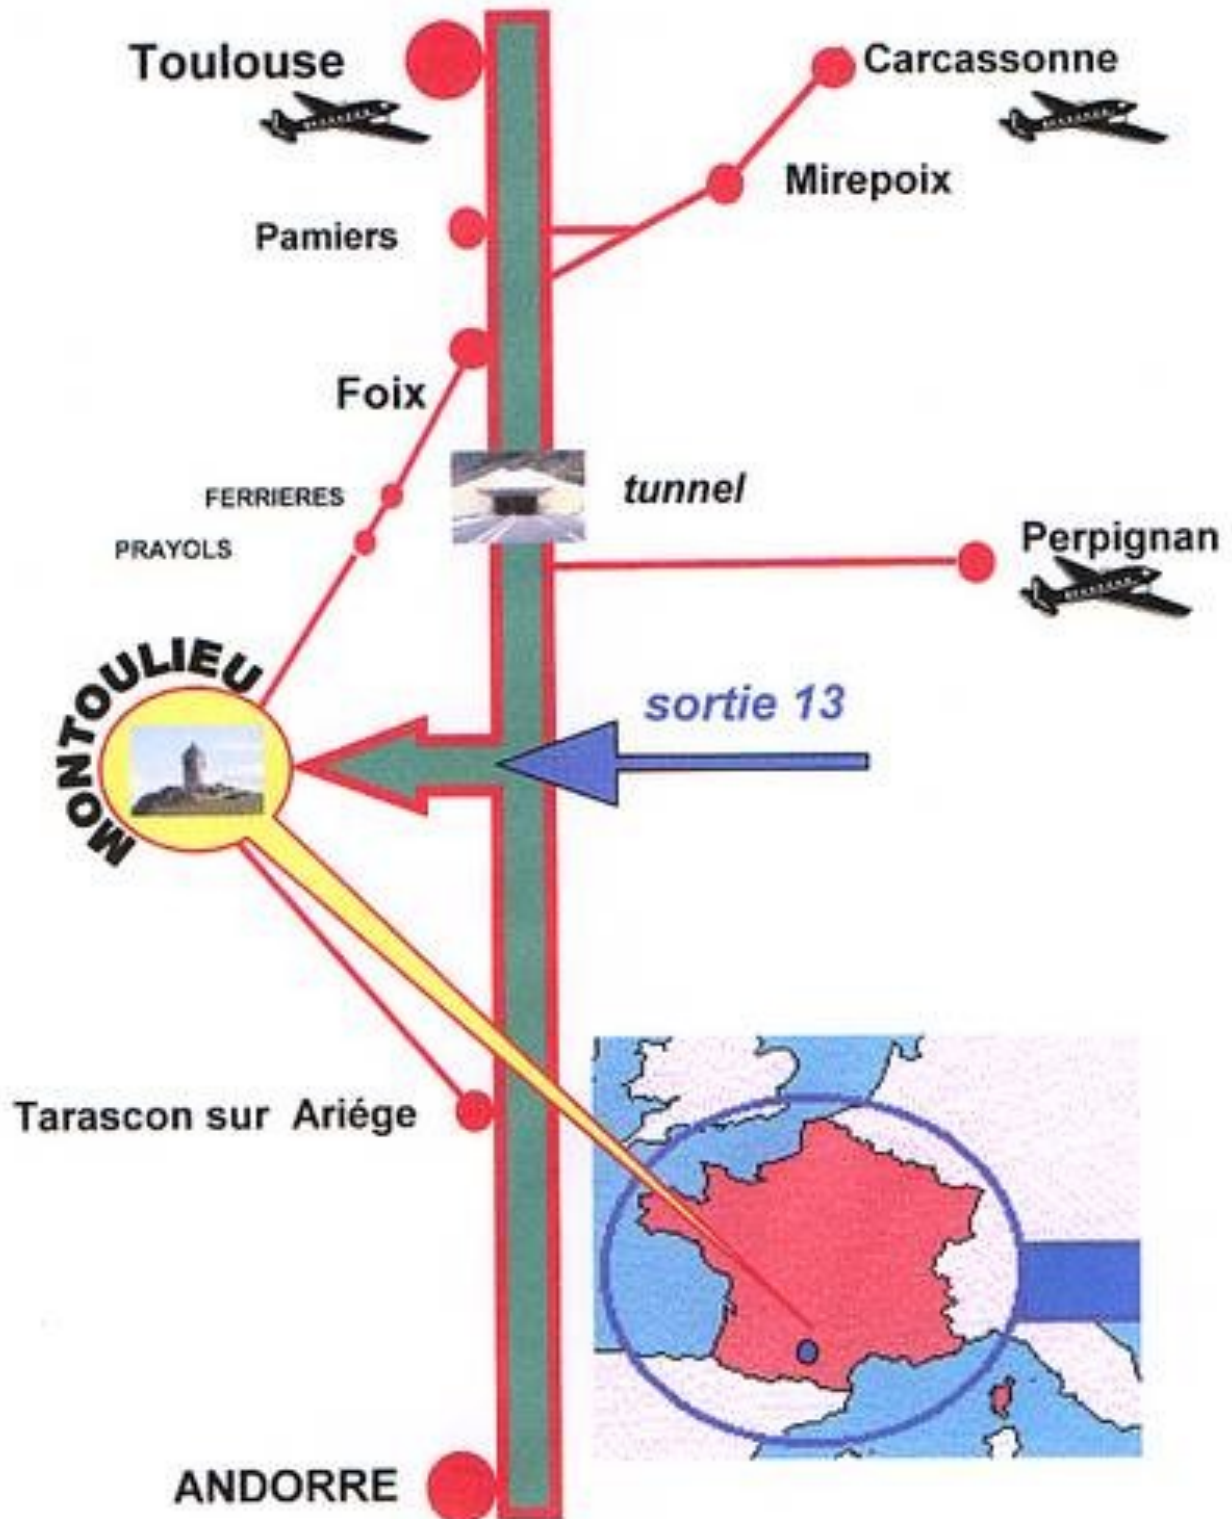 Toulouse
Carcassonne
Mirepoix
Pamiers
Foix
FERRIERES
tunnel
PRAYOLS
Perpignan
MONTOULIEU
sortie 13
Tarascon sur Ariége
ANDORRE